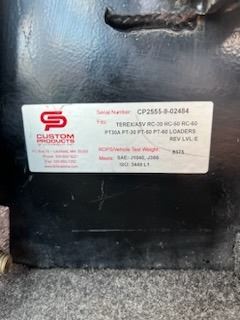 Serial Number: CP2555-II-02484
CUSTOM
PRODUCTS
Fits: TEREX/ASV RC-30 RC-50 RC-60
PT30A PT-30 PT-50 PT-60 LOADERS
REV LVL: E
ROPS/Vehicle Test Weight:
Meets: SAE: J1040, J386
ISO: 3449 L1